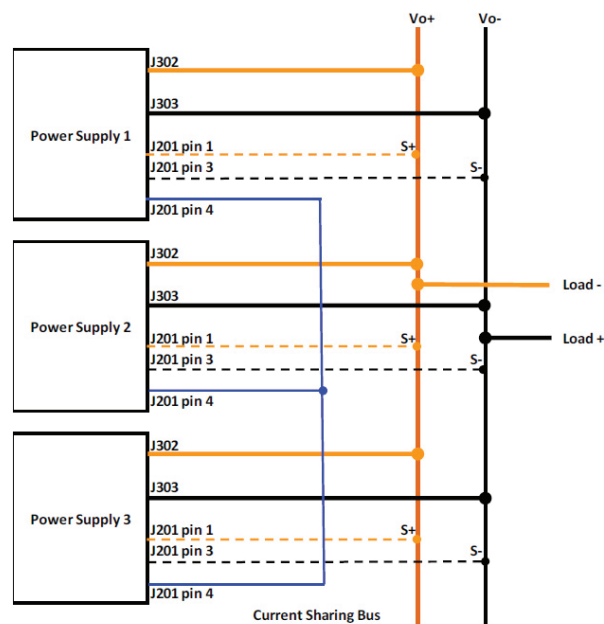 Vo+ Vo-
J302
J303
Power Supply 1
J201 pin 1 S+
J201 pin 3 S-
J201 pin 4
J302
Load -
J303
Power Supply 2
Load +
J201 pin 1 S+
J201 pin 3 S-
J201 pin 4
J302
J303
Power Supply 3
J201 pin 1 S+
J201 pin 3 S-
J201 pin 4
Current Sharing Bus